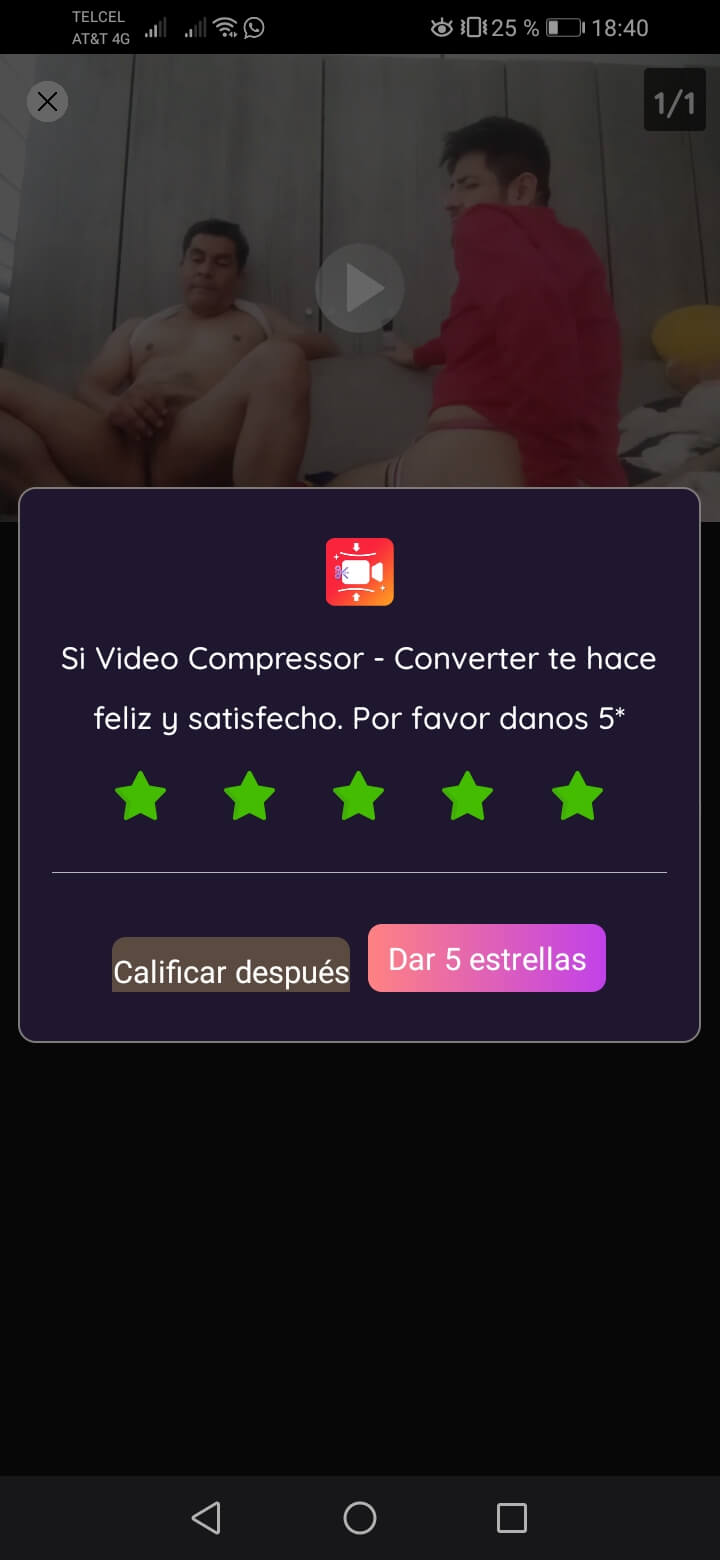 TELCEL
AT&T 4G
25 %
18:40
1/1
Si Video Compressor - Converter te hace
feliz y satisfecho. Por favor danos 5*
Calificar después
Dar 5 estrellas